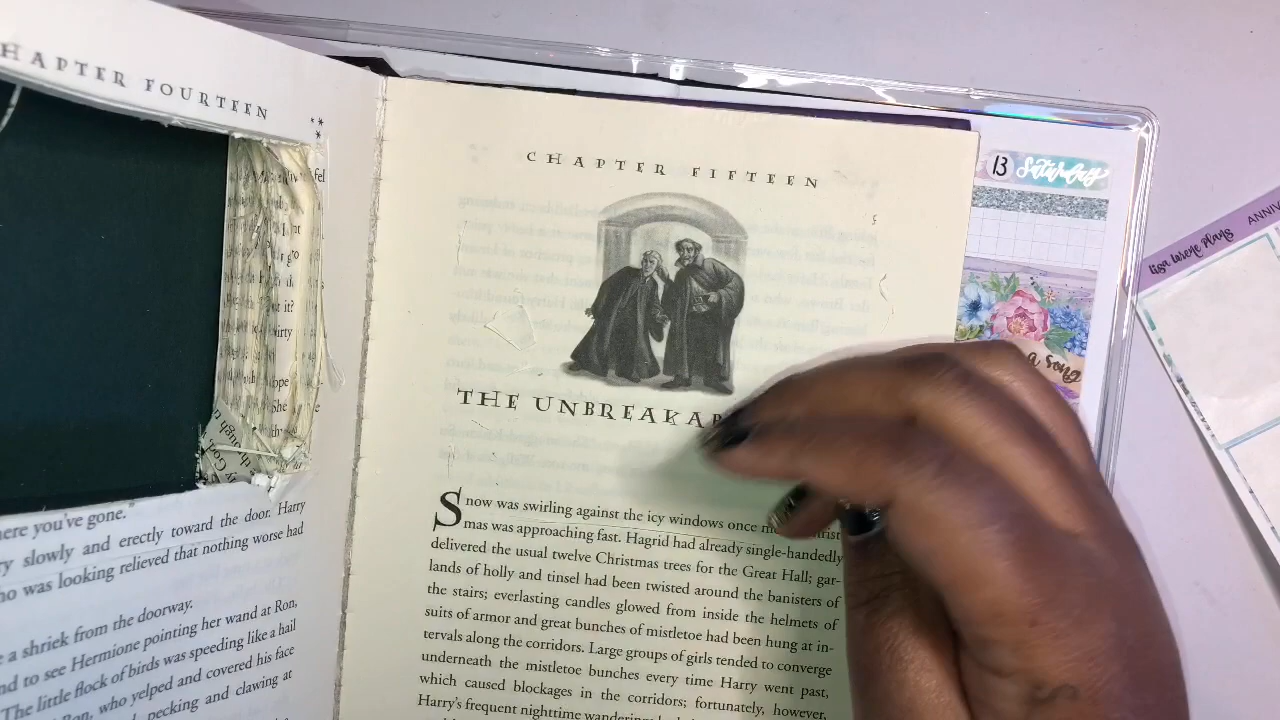 CHAPTER FOURTEEN
here you've gone."
ry slowly and erectly toward the door. Harry
ho was looking relieved that nothing worse had
a shriek from the doorway.
nd to see Hermione pointing her wand at Ron,
The little flock of birds was speeding like a hail
Ron, who yelped and covered his face
pecking and clawing at
CHAPTER FIFTEEN
THE UNBREAKAB
Snow was swirling against the icy windows once
mas was approaching fast. Hagrid had already single-handedly
delivered the usual twelve Christmas trees for the Great Hall; gar-
lands of holly and tinsel had been twisted around the banisters of
the stairs; everlasting candles glowed from inside the helmets of
suits of armor and great bunches of mistletoe had been hung at in-
tervals along the corridors. Large groups of girls tended to converge
underneath the mistletoe bunches every time Harry went past,
which caused blockages in the corridors; fortunately, however,
Harry's frequent nighttime
13 Saturday
a song
ANNIV